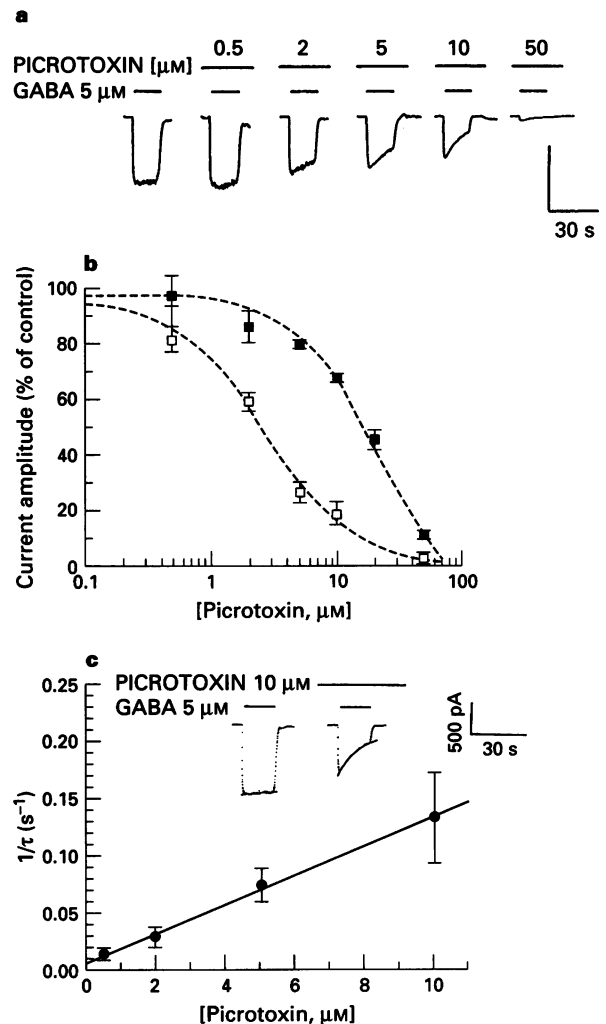 a
0.5 2 5 10 50
PICROTOXIN [μM]
GABA 5 μM
30 s
b
Current amplitude (% of control)
100
80
60
40
20
0
0.1 1 10 100
[Picrotoxin, μM]
c
PICROTOXIN 10 μM
GABA 5 μM
500 pA
30 s
1/τ (s⁻¹)
0.25
0.20
0.15
0.10
0.05
0.00
0 2 4 6 8 10
[Picrotoxin, μM]